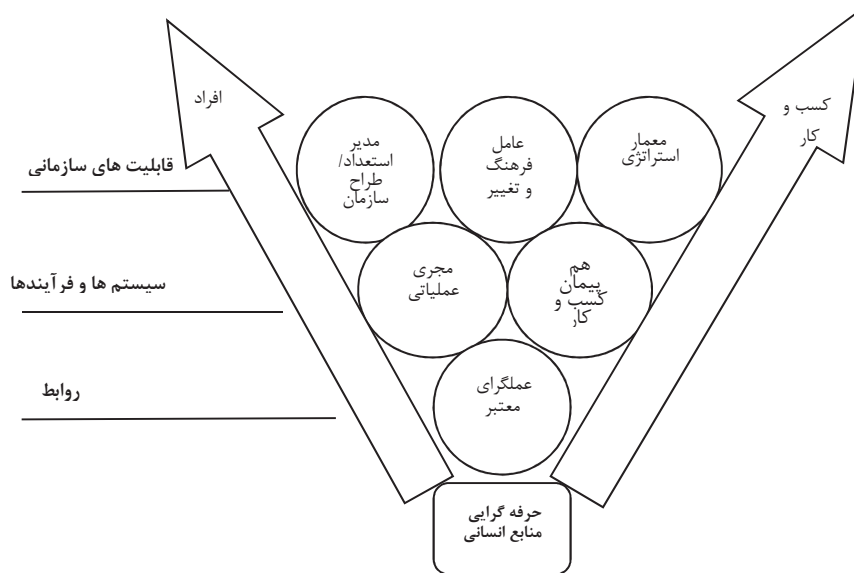 کسب و
کار
افراد
معمار
استراتژی
عامل
فرهنگ
و تغییر
مدیر
استعداد/
طراح
سازمان
قابلیت های سازمانی
هم
پیمان
کسب و
کار
مجری
عملیاتی
سیستم ها و فرآیندها
عملگرای
معتبر
روابط
حرفه گرایی
منابع انسانی